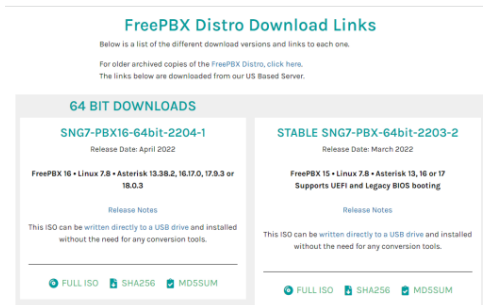 FreePBX Distro Download Links
Below is a list of the different download versions and links to each one.
For older archived copies of the FreePBX Distro, click here.
The links below are downloaded from our US Based Server.
64 BIT DOWNLOADS
SNG7-PBX16-64bit-2204-1
Release Date: April 2022
FreePBX 16 • Linux 7.8 • Asterisk 13.38.2, 16.17.0, 17.9.3 or
18.0.3
Release Notes
This ISO can be written directly to a USB drive and installed
without the need for any conversion tools.
FULL ISO SHA256 MD5SUM
STABLE SNG7-PBX-64bit-2203-2
Release Date: March 2022
FreePBX 15 • Linux 7.8 • Asterisk 13, 16 or 17
Supports UEFI and Legacy BIOS booting
Release Notes
This ISO can be written directly to a USB drive and installed
without the need for any conversion tools.
FULL ISO SHA256 MD5SUM